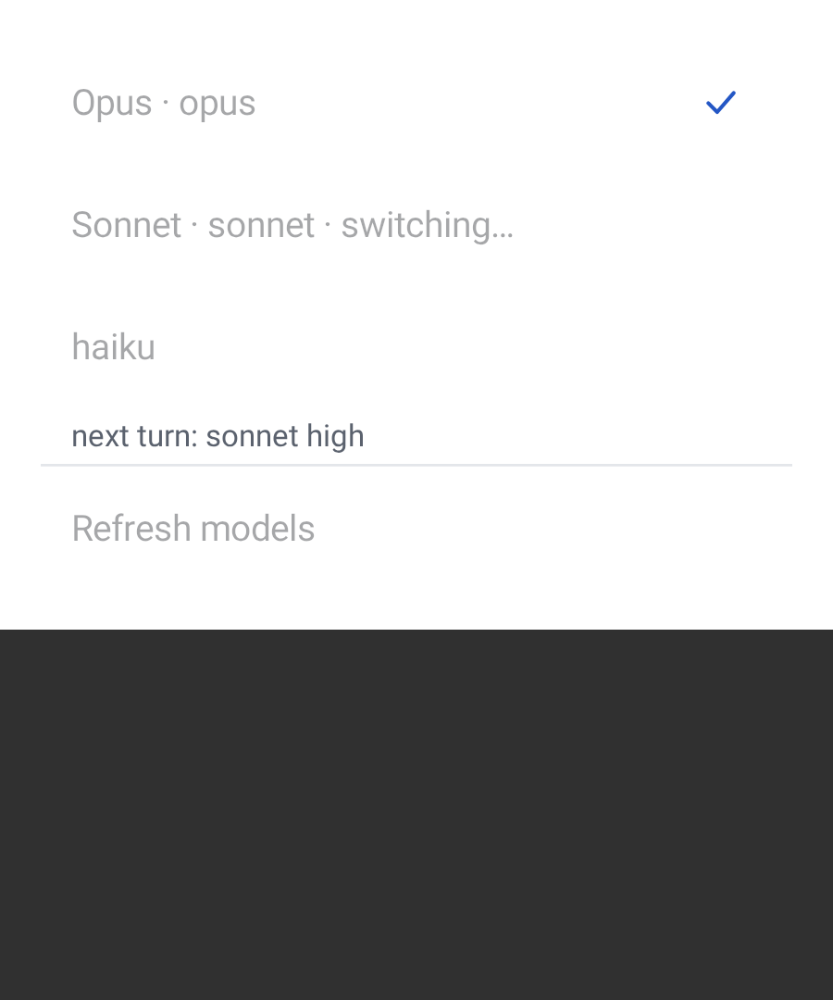 Opus · opus
Sonnet · sonnet · switching…
haiku
next turn: sonnet high
Refresh models